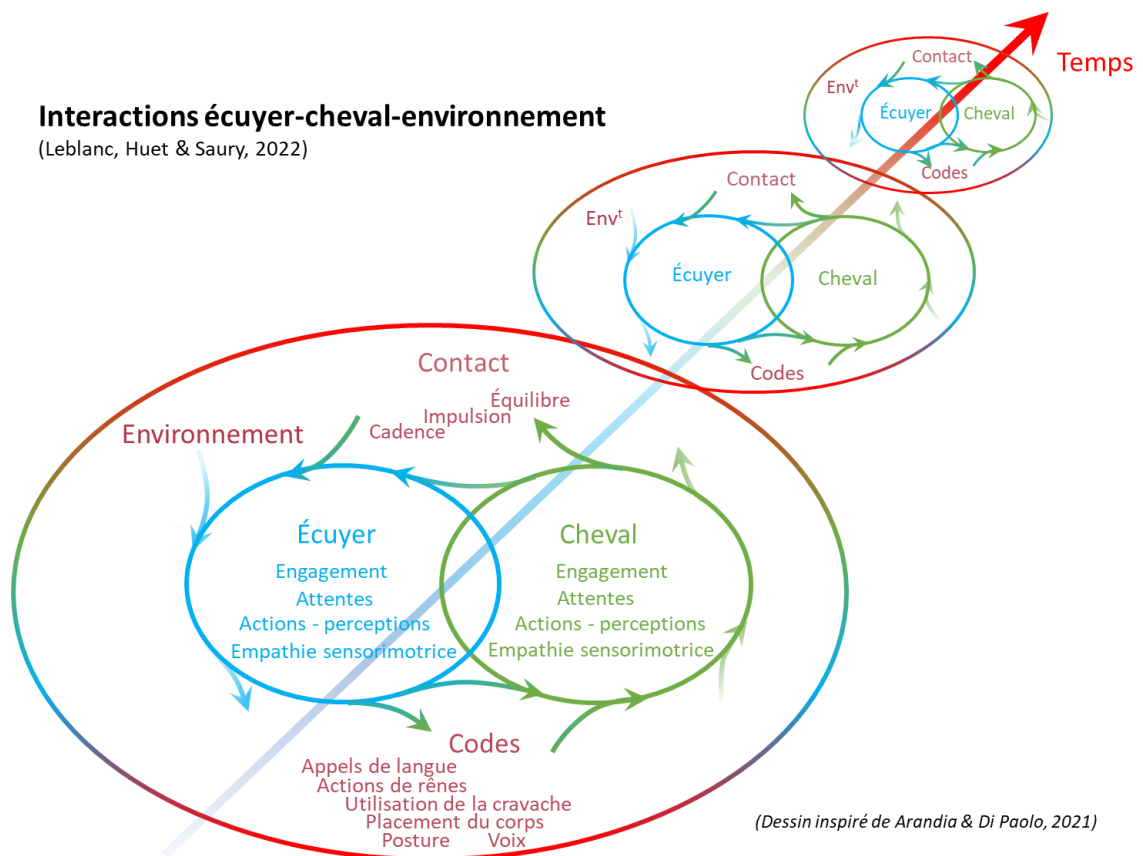 Interactions écuyer-cheval-environnement
(Leblanc, Huet & Saury, 2022)
Temps
Contact
Envᵗ
Écuyer
Cheval
Codes
Contact
Envᵗ
Écuyer
Cheval
Codes
Contact
Équilibre
Impulsion
Cadence
Environnement
Écuyer
Engagement
Attentes
Actions - perceptions
Empathie sensorimotrice
Cheval
Engagement
Attentes
Actions - perceptions
Empathie sensorimotrice
Codes
Appels de langue
Actions de rênes
Utilisation de la cravache
Placement du corps
Posture Voix
(Dessin inspiré de Arandia & Di Paolo, 2021)